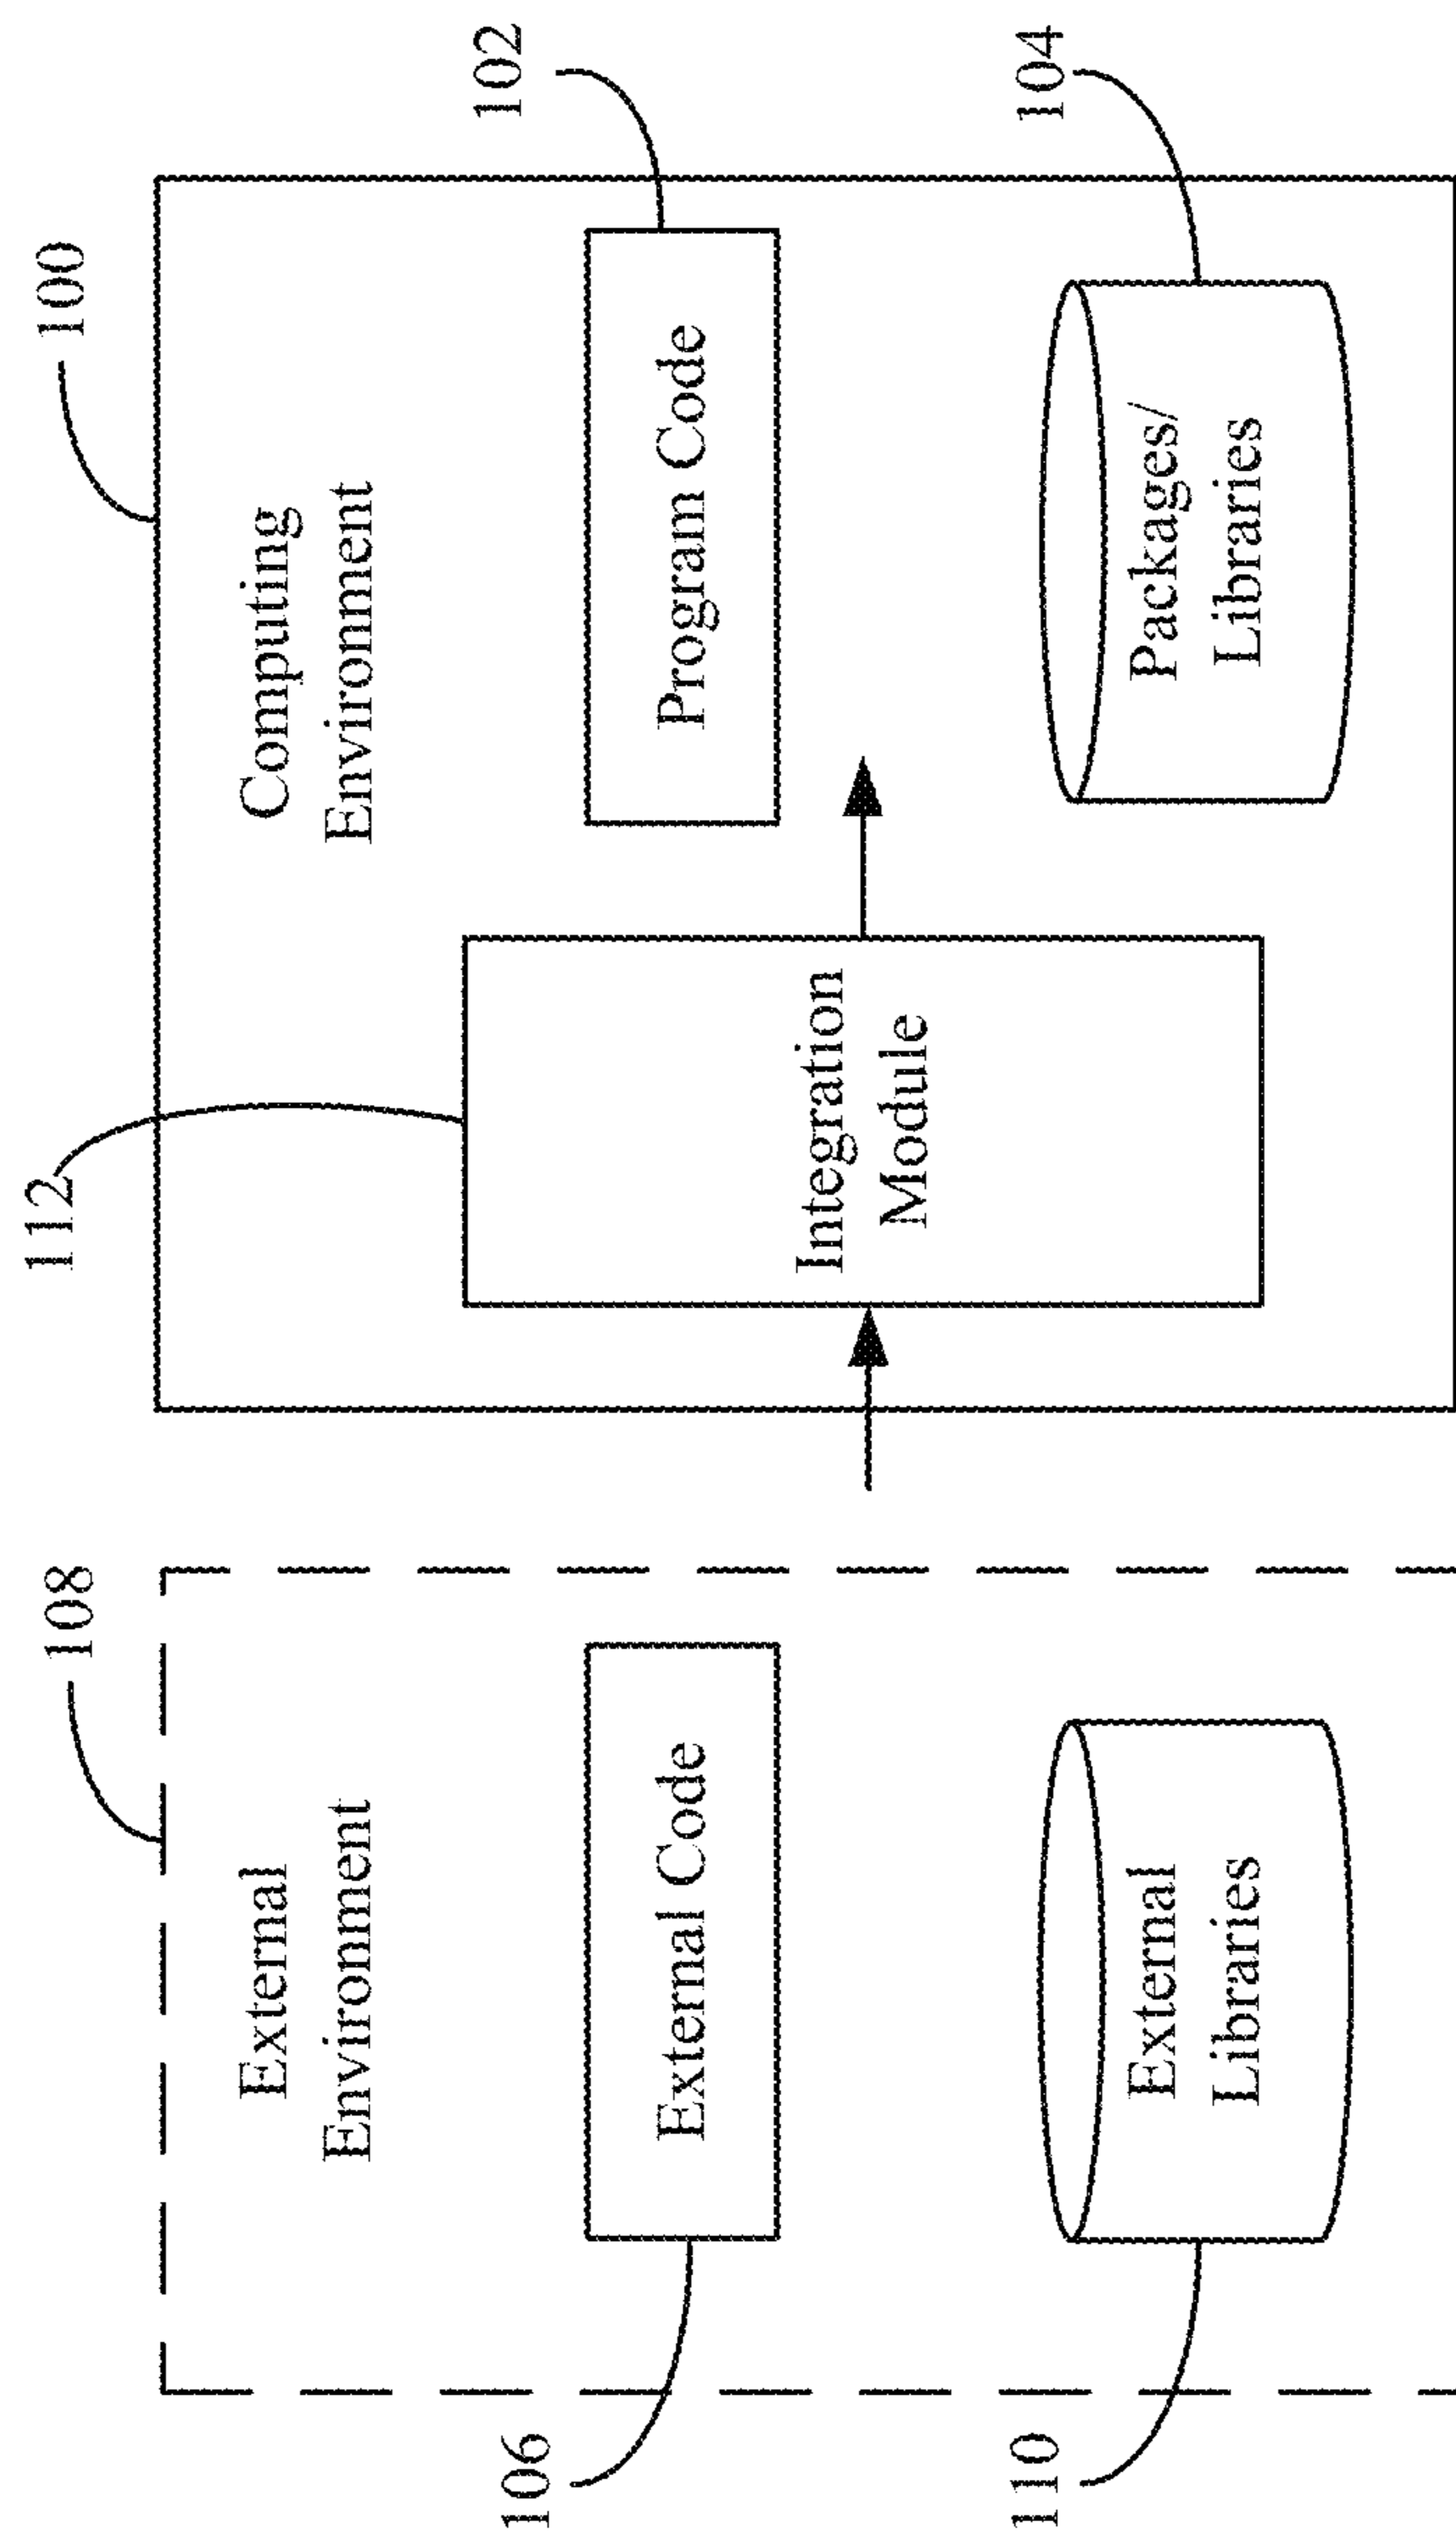 108
External
Environment
106
External Code
110
External
Libraries
112
Integration
Module
100
Computing
Environment
102
Program Code
104
Packages/
Libraries